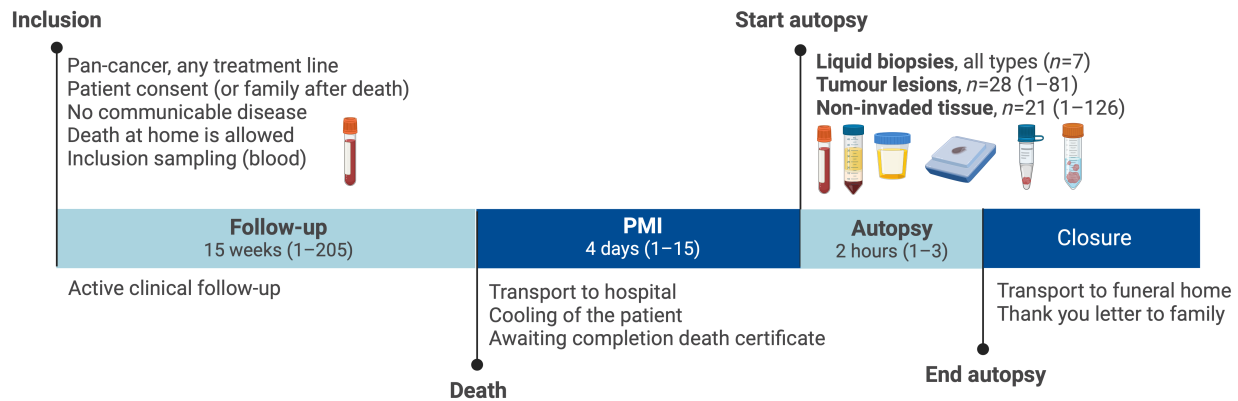 Inclusion
Pan-cancer, any treatment line
Patient consent (or family after death)
No communicable disease
Death at home is allowed
Inclusion sampling (blood)
Start autopsy
Liquid biopsies, all types (n=7)
Tumour lesions, n=28 (1–81)
Non-invaded tissue, n=21 (1–126)
Follow-up
15 weeks (1–205)
PMI
4 days (1–15)
Autopsy
2 hours (1–3)
Closure
Active clinical follow-up
Transport to hospital
Cooling of the patient
Awaiting completion death certificate
Transport to funeral home
Thank you letter to family
Death
End autopsy